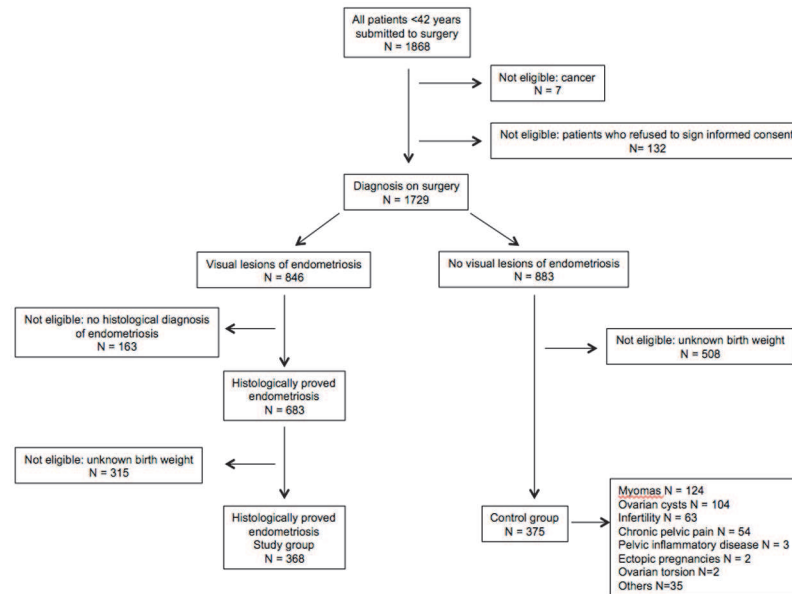 All patients <42 years
submitted to surgery
N = 1868
Not eligible: cancer
N = 7
Not eligible: patients who refused to sign informed consent
N= 132
Diagnosis on surgery
N = 1729
Visual lesions of endometriosis
N = 846
No visual lesions of endometriosis
N = 883
Not eligible: no histological diagnosis
of endometriosis
N = 163
Not eligible: unknown birth weight
N = 508
Histologically proved
endometriosis
N = 683
Not eligible: unknown birth weight
N = 315
Histologically proved
endometriosis
Study group
N = 368
Control group
N = 375
Myomas N = 124
Ovarian cysts N = 104
Infertility N = 63
Chronic pelvic pain N = 54
Pelvic inflammatory disease N = 3
Ectopic pregnancies N = 2
Ovarian torsion N=2
Others N=35